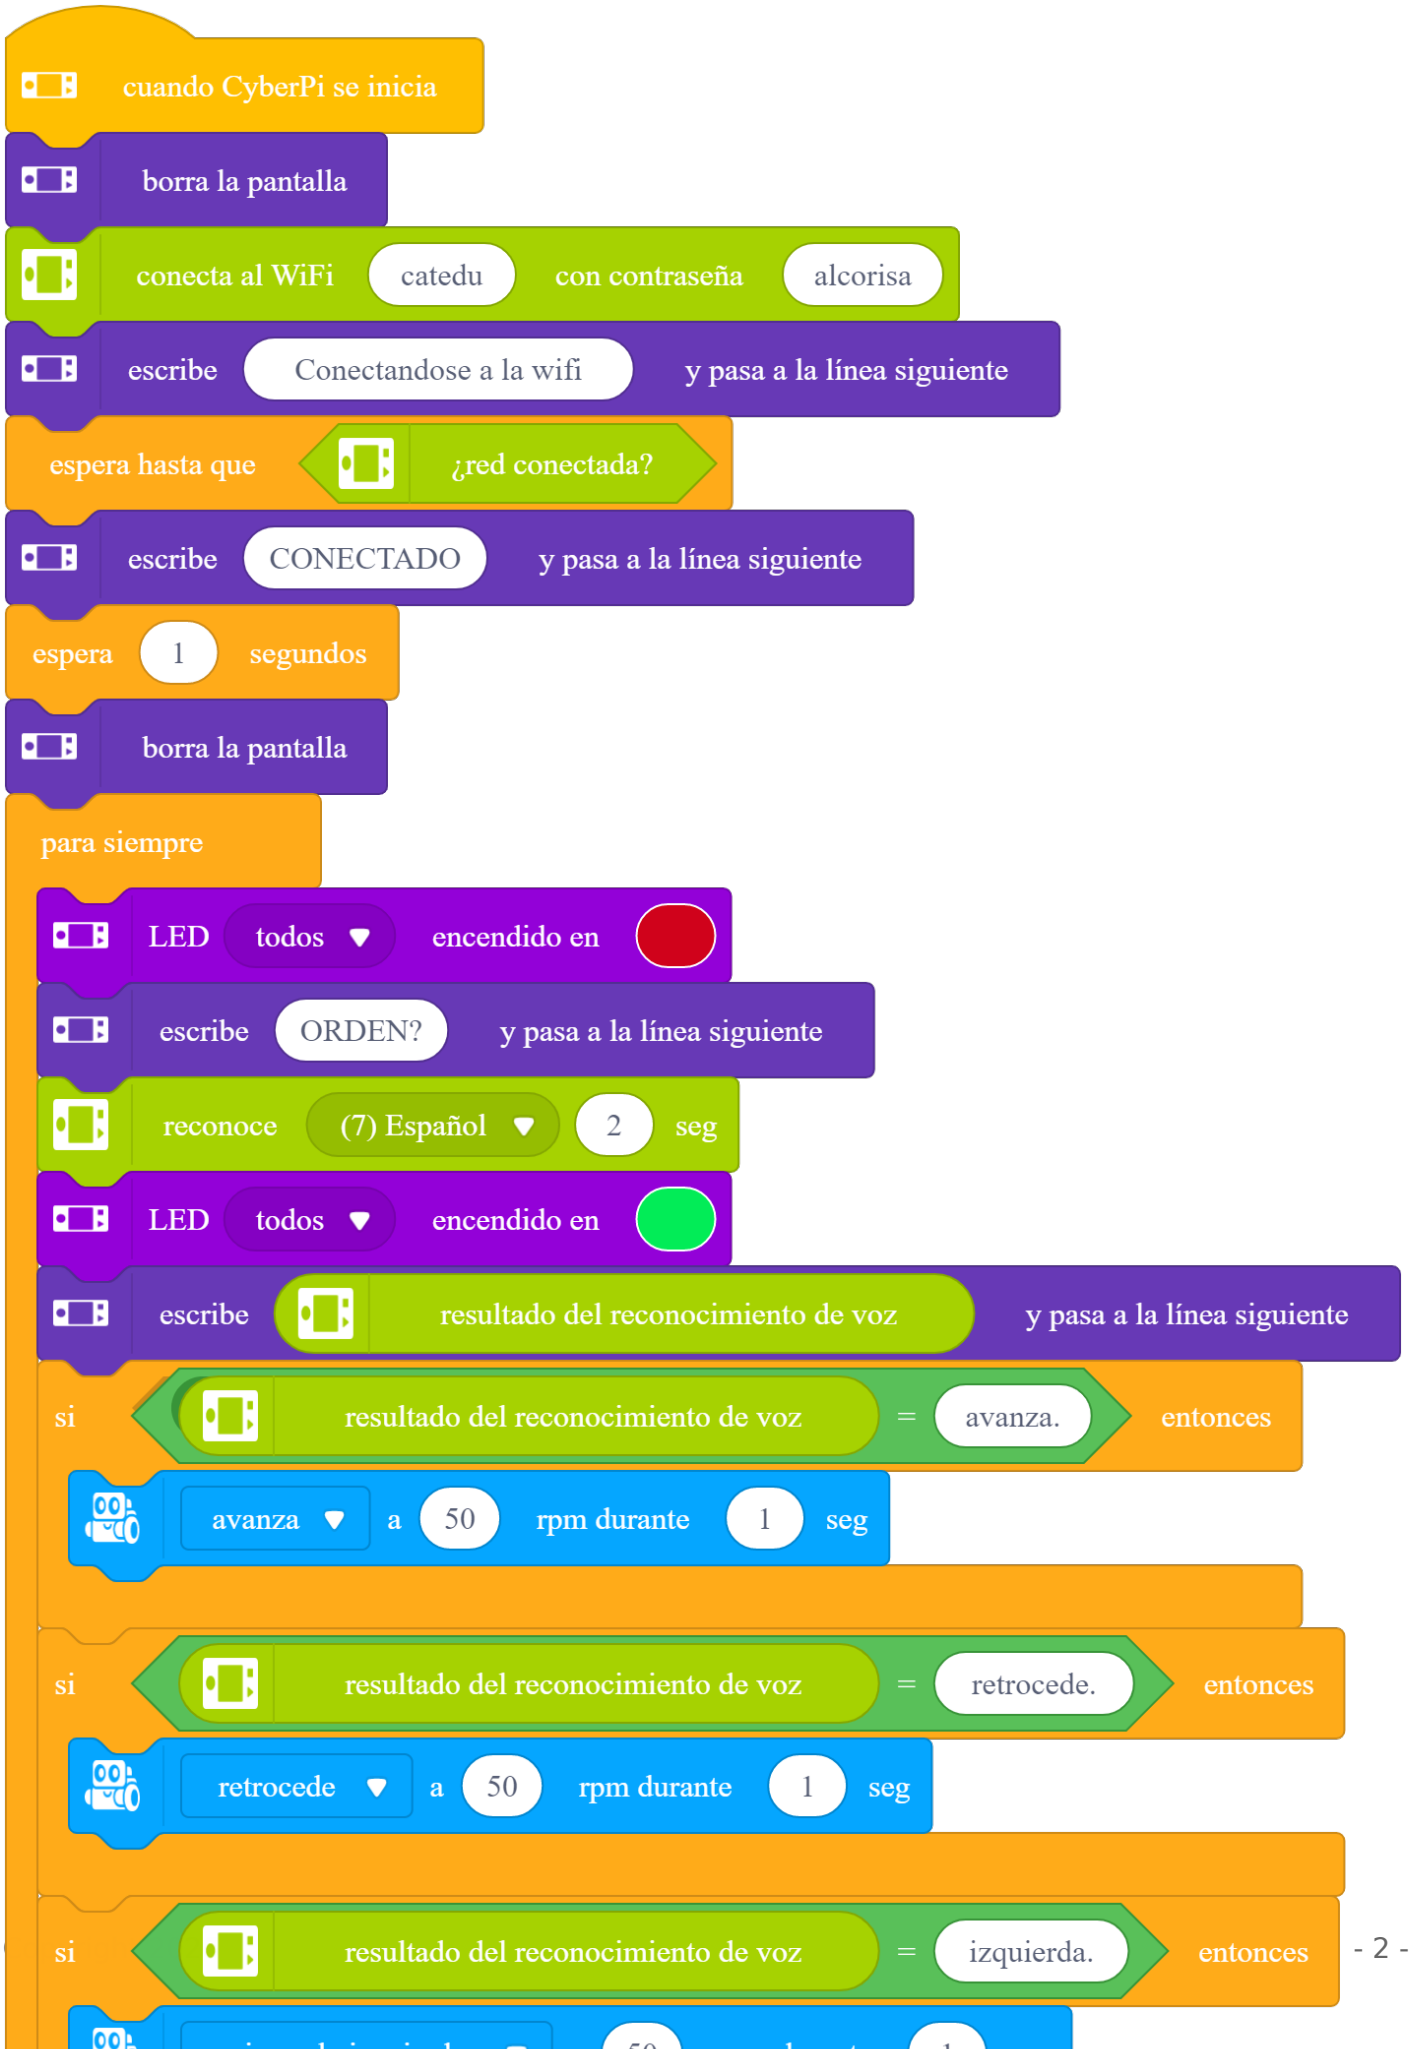 cuando CyberPi se inicia
borra la pantalla
conecta al WiFi catedu con contraseña alcorisa
escribe Conectandose a la wifi y pasa a la línea siguiente
espera hasta que ¿red conectada?
escribe CONECTADO y pasa a la línea siguiente
espera 1 segundos
borra la pantalla
para siempre
LED todos encendido en
escribe ORDEN? y pasa a la línea siguiente
reconoce (7) Español 2 seg
LED todos encendido en
escribe resultado del reconocimiento de voz y pasa a la línea siguiente
si resultado del reconocimiento de voz = avanza. entonces
avanza a 50 rpm durante 1 seg
si resultado del reconocimiento de voz = retrocede. entonces
retrocede a 50 rpm durante 1 seg
si resultado del reconocimiento de voz = izquierda. entonces
- 2 -
50 1